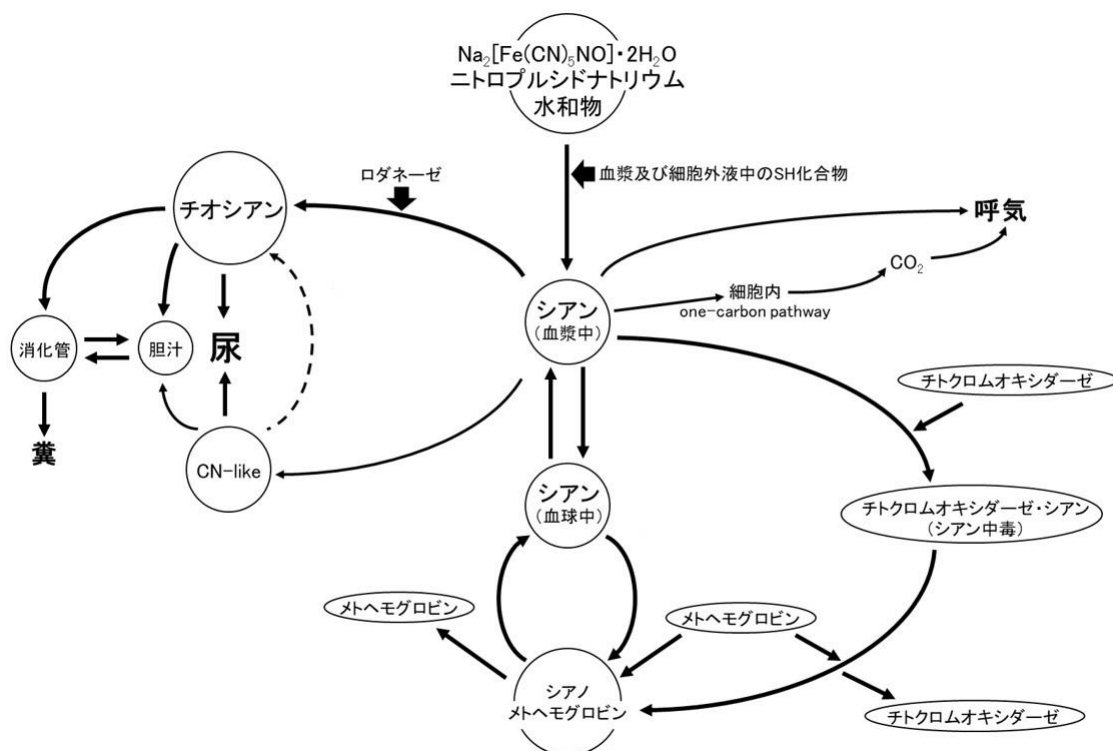 Na₂[Fe(CN)₅NO]・2H₂O
ニトロプルシドナトリウム
水和物
血漿及び細胞外液中のSH化合物
ロダネーゼ
チオシアン
呼気
CO₂
細胞内
one-carbon pathway
シアン
(血漿中)
消化管
胆汁
尿
チトクロムオキシダーゼ
糞
CN-like
シアン
(血球中)
チトクロムオキシダーゼ・シアン
(シアン中毒)
メトヘモグロビン
メトヘモグロビン
シアノ
メトヘモグロビン
チトクロムオキシダーゼ